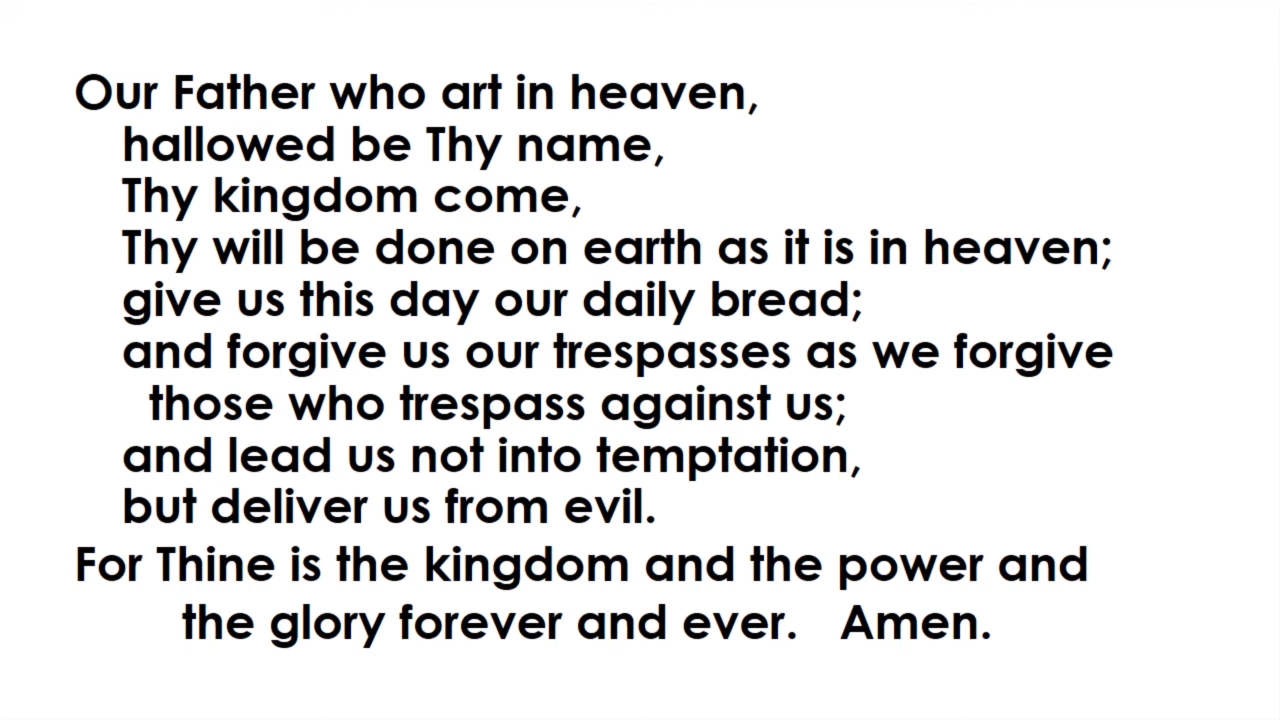 Our Father who art in heaven,
hallowed be Thy name,
Thy kingdom come,
Thy will be done on earth as it is in heaven;
give us this day our daily bread;
and forgive us our trespasses as we forgive
those who trespass against us;
and lead us not into temptation,
but deliver us from evil.
For Thine is the kingdom and the power and
the glory forever and ever. Amen.